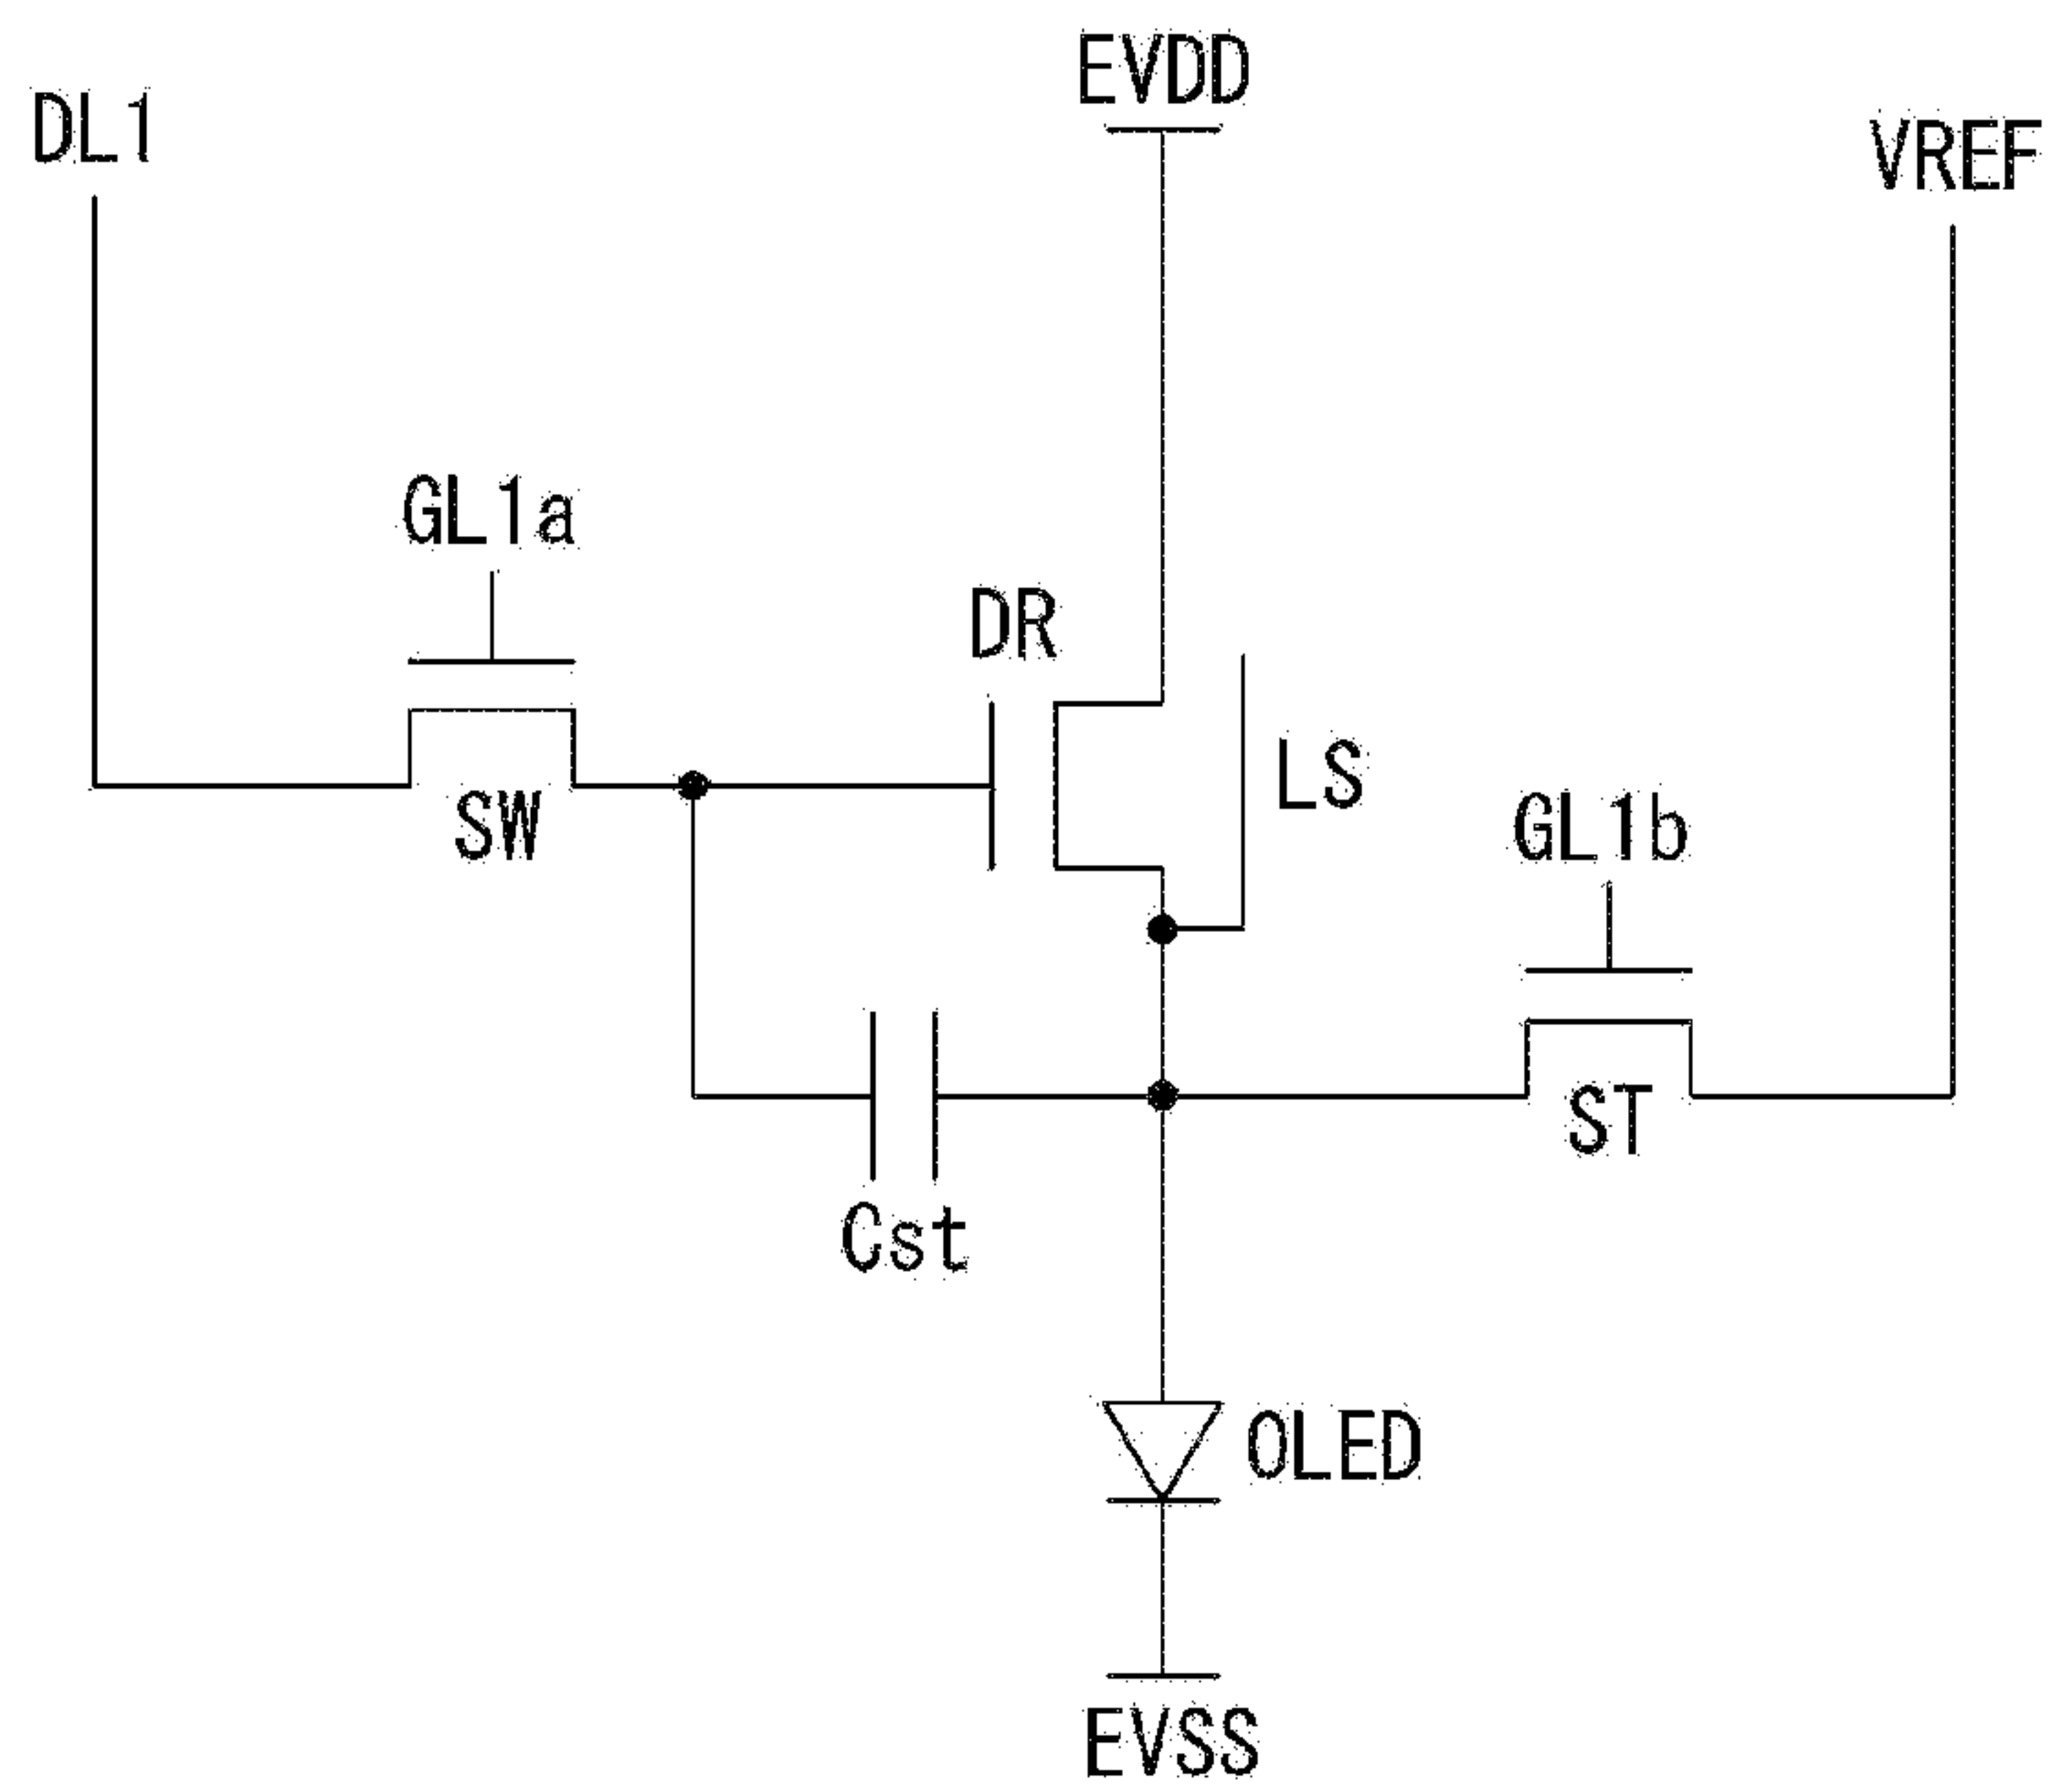 EVDD
DL1
VREF
GL1a
DR
LS
SW
GL1b
ST
Cst
OLED
EVSS